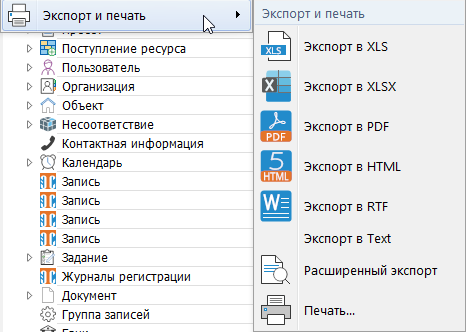 Экспорт и печать
Поступление ресурса
Пользователь
Организация
Объект
Несоответствие
Контактная информация
Календарь
Запись
Запись
Запись
Запись
Задание
Журналы регистрации
Документ
Группа записей
Экспорт и печать
XLS Экспорт в XLS
Экспорт в XLSX
PDF Экспорт в PDF
5 HTML Экспорт в HTML
W Экспорт в RTF
Экспорт в Text
Расширенный экспорт
Печать...